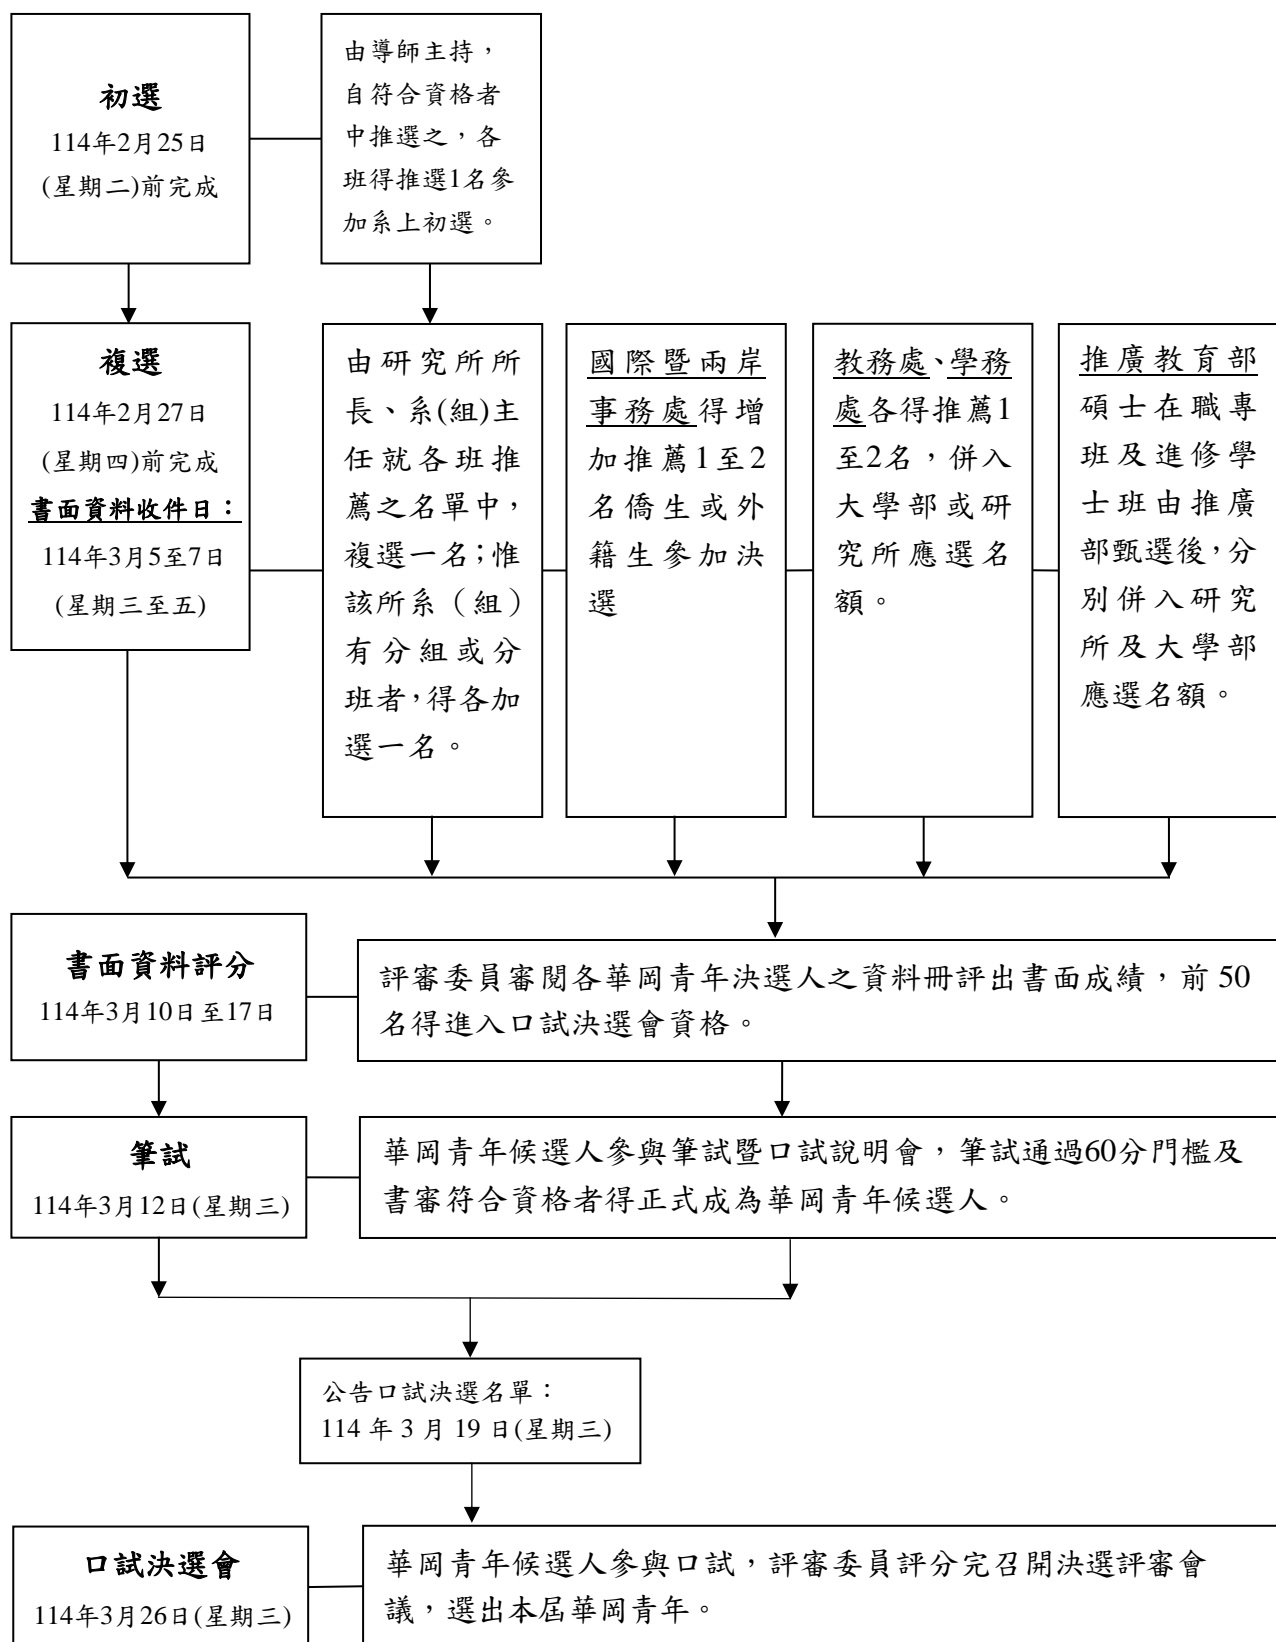 初選
114年2月25日
(星期二)前完成
由導師主持，
自符合資格者
中推選之，各
班得推選1名參
加系上初選。
複選
114年2月27日
(星期四)前完成
書面資料收件日：
114年3月5至7日
(星期三至五)
由研究所所
長、系(組)主
任就各班推
薦之名單中，
複選一名；惟
該所系（組）
有分組或分
班者，得各加
選一名。
國際暨兩岸
事務處得增
加推薦1至2
名僑生或外
籍生參加決
選
教務處、學務
處各得推薦1
至2名，併入
大學部或研
究所應選名
額。
推廣教育部
碩士在職專
班及進修學
士班由推廣
部甄選後，分
別併入研究
所及大學部
應選名額。
書面資料評分
114年3月10日至17日
評審委員審閱各華岡青年決選人之資料冊評出書面成績，前 50
名得進入口試決選會資格。
筆試
114年3月12日(星期三)
華岡青年候選人參與筆試暨口試說明會，筆試通過60分門檻及
書審符合資格者得正式成為華岡青年候選人。
公告口試決選名單：
114 年 3 月 19 日(星期三)
口試決選會
114年3月26日(星期三)
華岡青年候選人參與口試，評審委員評分完召開決選評審會
議，選出本屆華岡青年。